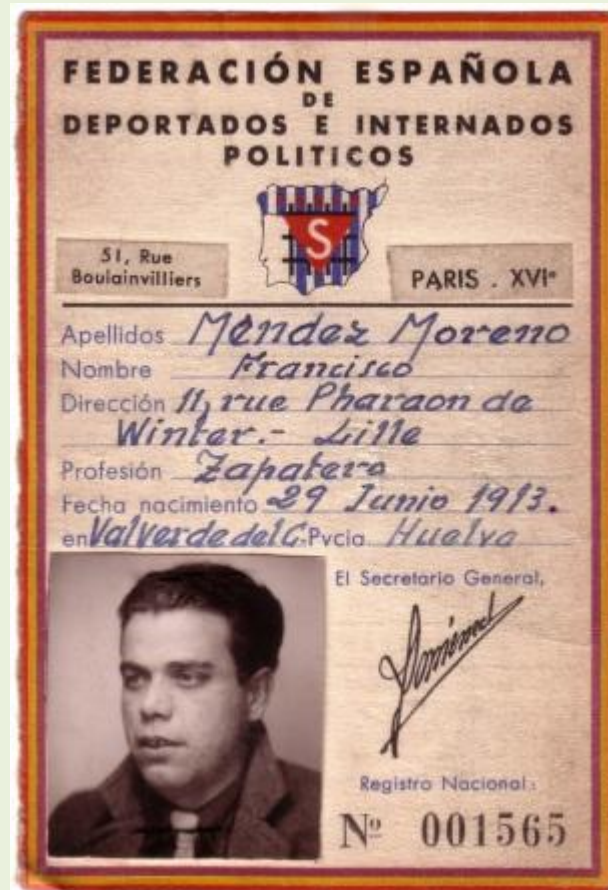 FEDERACIÓN ESPAÑOLA
DE
DEPORTADOS E INTERNADOS
POLITICOS
S
51, Rue
Boulainvilliers
PARIS . XVIᵉ
Apellidos Méndez Moreno
Nombre Francisco
Dirección 11, rue Pharaon de
Winter.- Lille
Profesión Zapatero
Fecha nacimiento 29 Junio 1913.
en Valverde del C. Pvcia Huelva
El Secretario General,
Registro Nacional:
Nº 001565